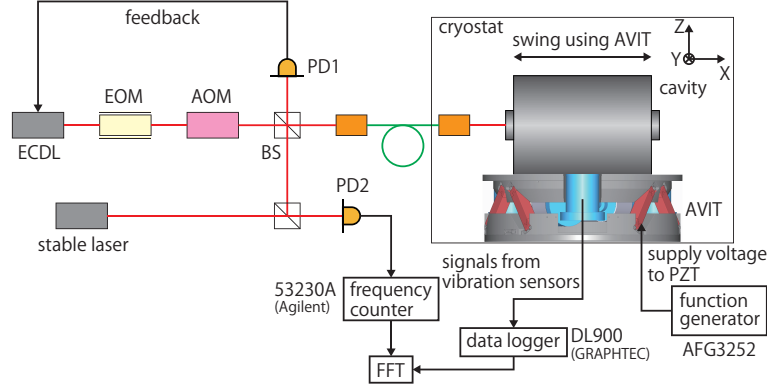 feedback
cryostat
swing using AVIT
Z
Y
X
PD1
cavity
EOM
AOM
ECDL
BS
PD2
AVIT
stable laser
signals from
vibration sensors
supply voltage
to PZT
53230A
(Agilent)
frequency
counter
function
generator
data logger
DL900
(GRAPHTEC)
AFG3252
FFT